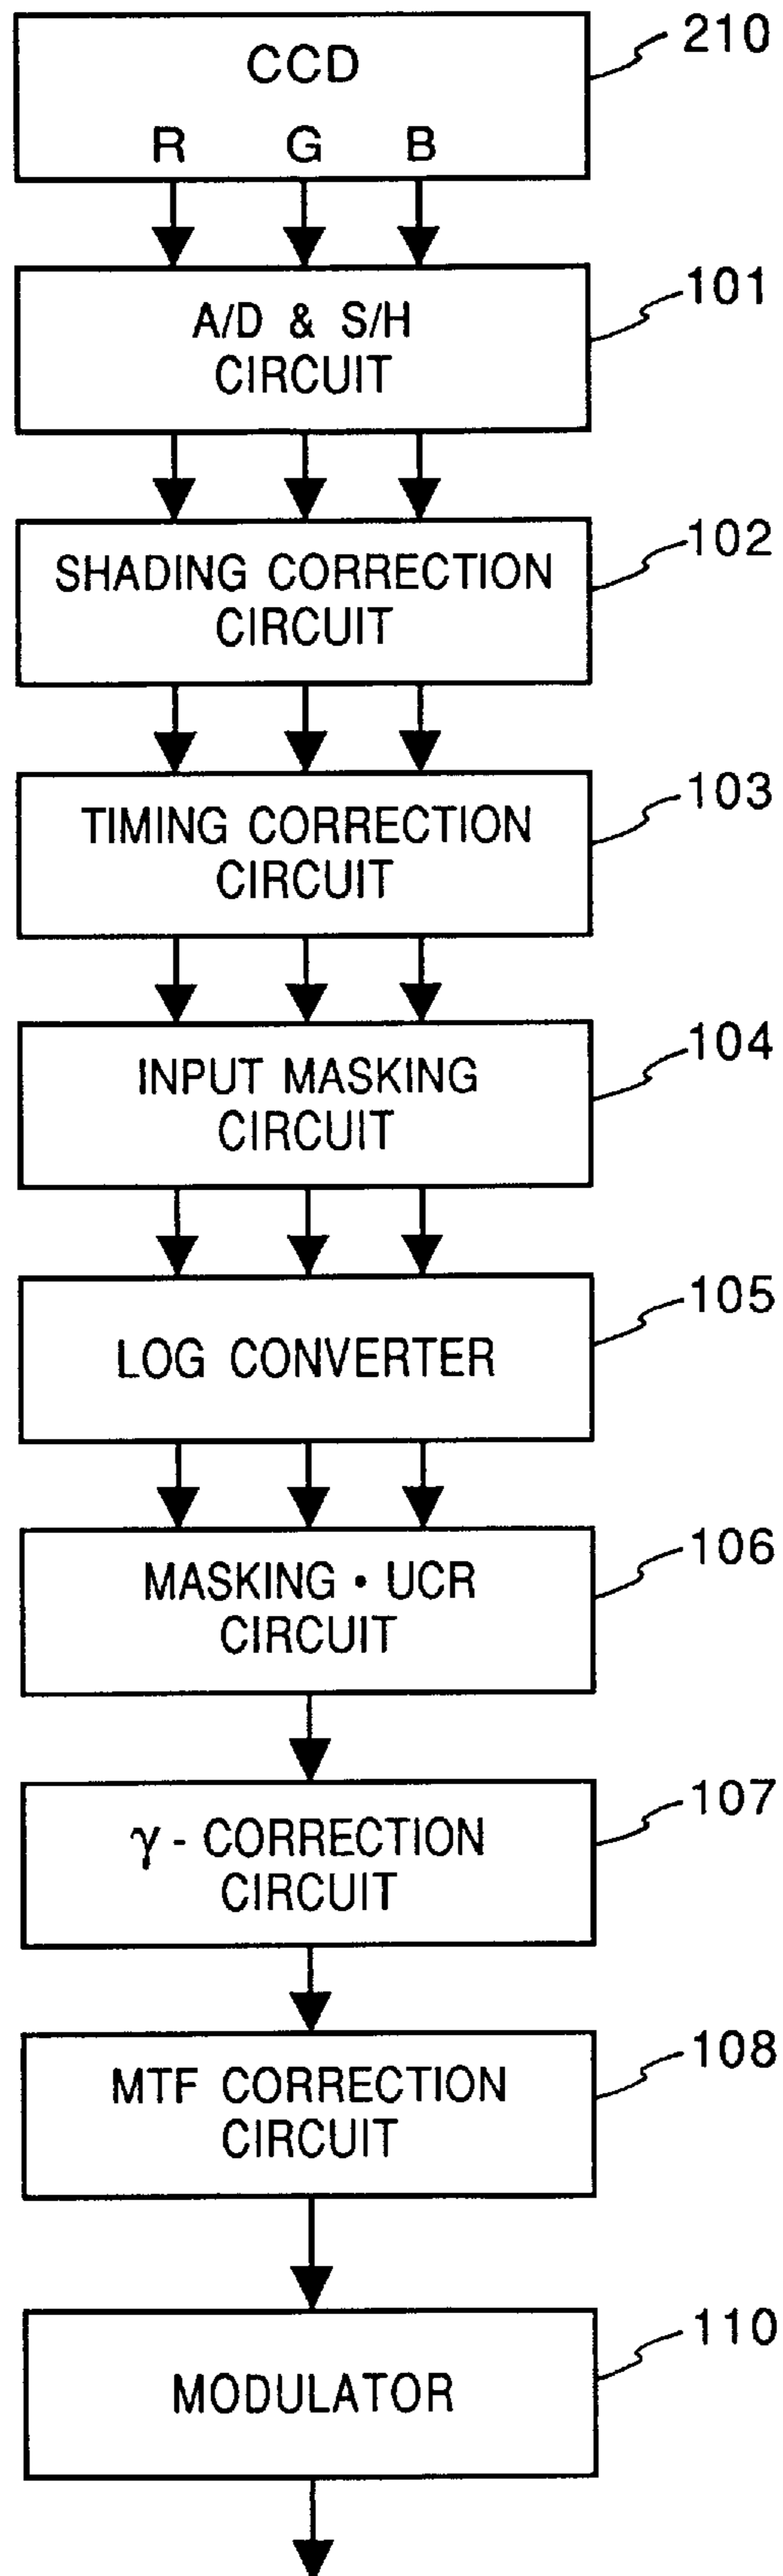 CCD
210
R G B
A/D & S/H
CIRCUIT
101
SHADING CORRECTION
CIRCUIT
102
TIMING CORRECTION
CIRCUIT
103
INPUT MASKING
CIRCUIT
104
LOG CONVERTER
105
MASKING • UCR
CIRCUIT
106
γ - CORRECTION
CIRCUIT
107
MTF CORRECTION
CIRCUIT
108
MODULATOR
110